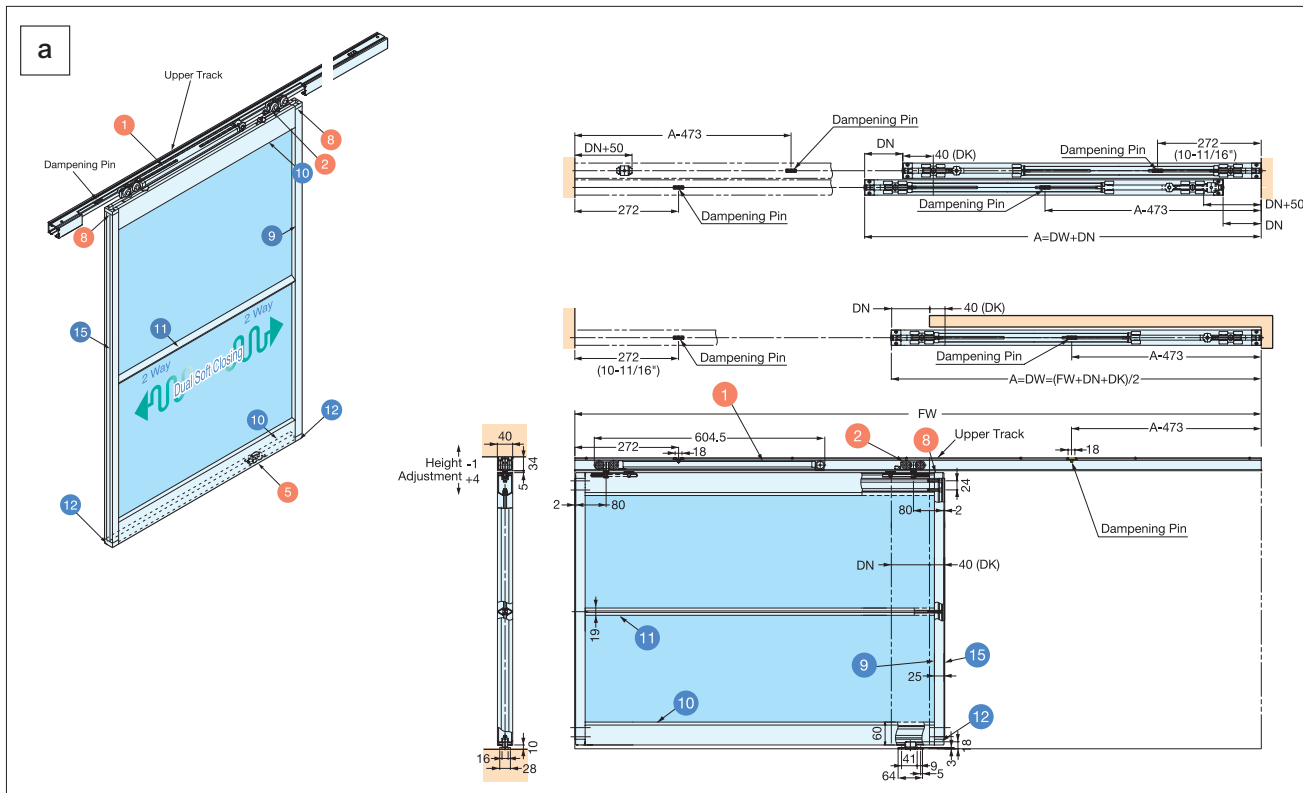 a
Upper Track
1
8
2
10
Dampening Pin
8
9
15
11
2 Way
Dual Soft Closing
2 Way
10
12
5
12
A-473
Dampening Pin
DN+50
DN
40 (DK)
Dampening Pin
272
(10-11/16")
272
Dampening Pin
Dampening Pin
A-473
DN+50
DN
A=DW+DN
DN
40 (DK)
272
(10-11/16")
Dampening Pin
Dampening Pin
A-473
A=DW=(FW+DN+DK)/2
FW
1
604.5
2
8
Upper Track
A-473
272
18
18
40
34
Height
Adjustment
-1
+4
5
24
2
80
80
2
Dampening Pin
DN
40 (DK)
19
11
9
15
25
10
60
12
18
3
10
16
28
41
9
64
5